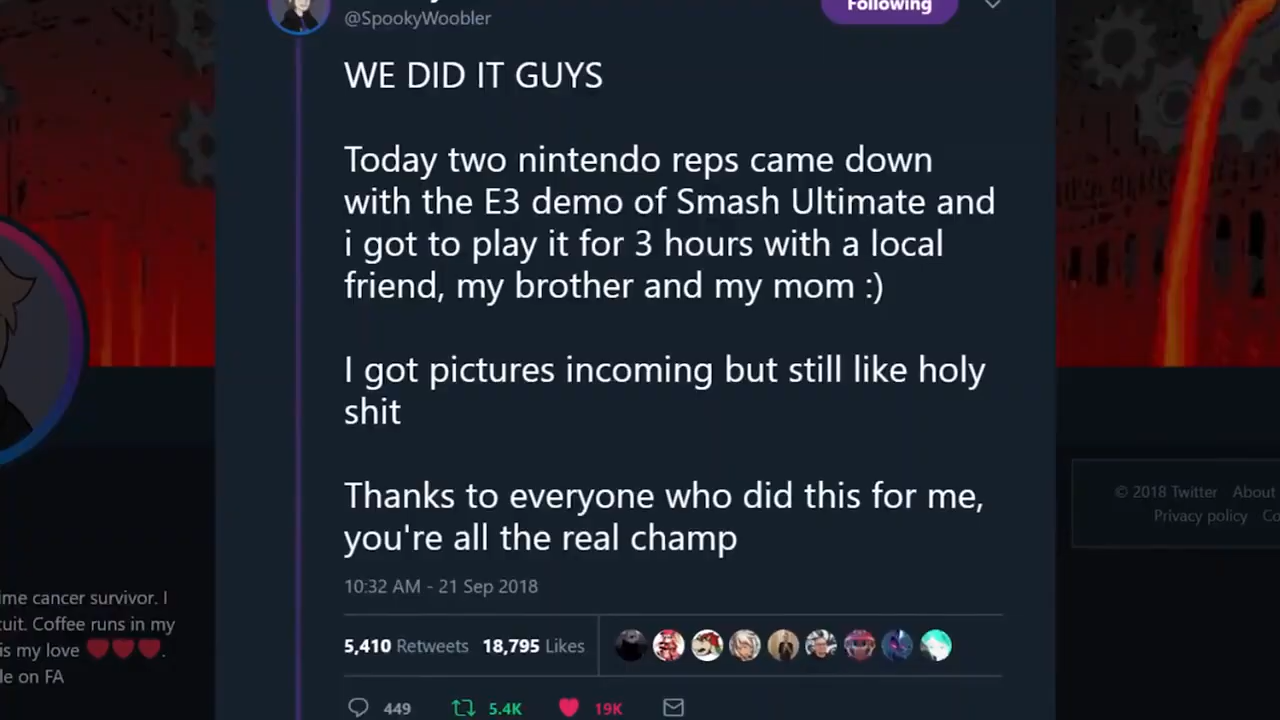 @SpookyWoobler
Following
WE DID IT GUYS
Today two nintendo reps came down
with the E3 demo of Smash Ultimate and
i got to play it for 3 hours with a local
friend, my brother and my mom :)
I got pictures incoming but still like holy
shit
Thanks to everyone who did this for me,
you're all the real champ
10:32 AM - 21 Sep 2018
5,410 Retweets 18,795 Likes
449 5.4K 19K
ime cancer survivor. I
uit. Coffee runs in my
is my love ❤❤❤.
le on FA
© 2018 Twitter About
Privacy policy Co